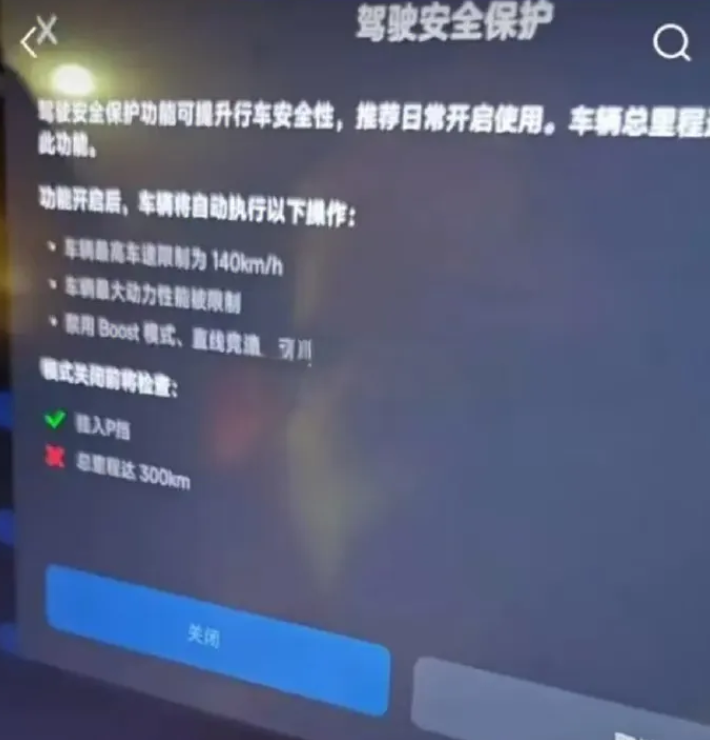 驾驶安全保护
驾驶安全保护功能可提升行车安全性，推荐日常开启使用。车辆总里程
此功能。
功能开启后，车辆将自动执行以下操作：
车辆最高车速限制为 140km/h
车辆最大动力性能被限制
禁用 Boost 模式、直线竞速
模式关闭前将检查：
挂入P挡
总里程达 300km
关闭